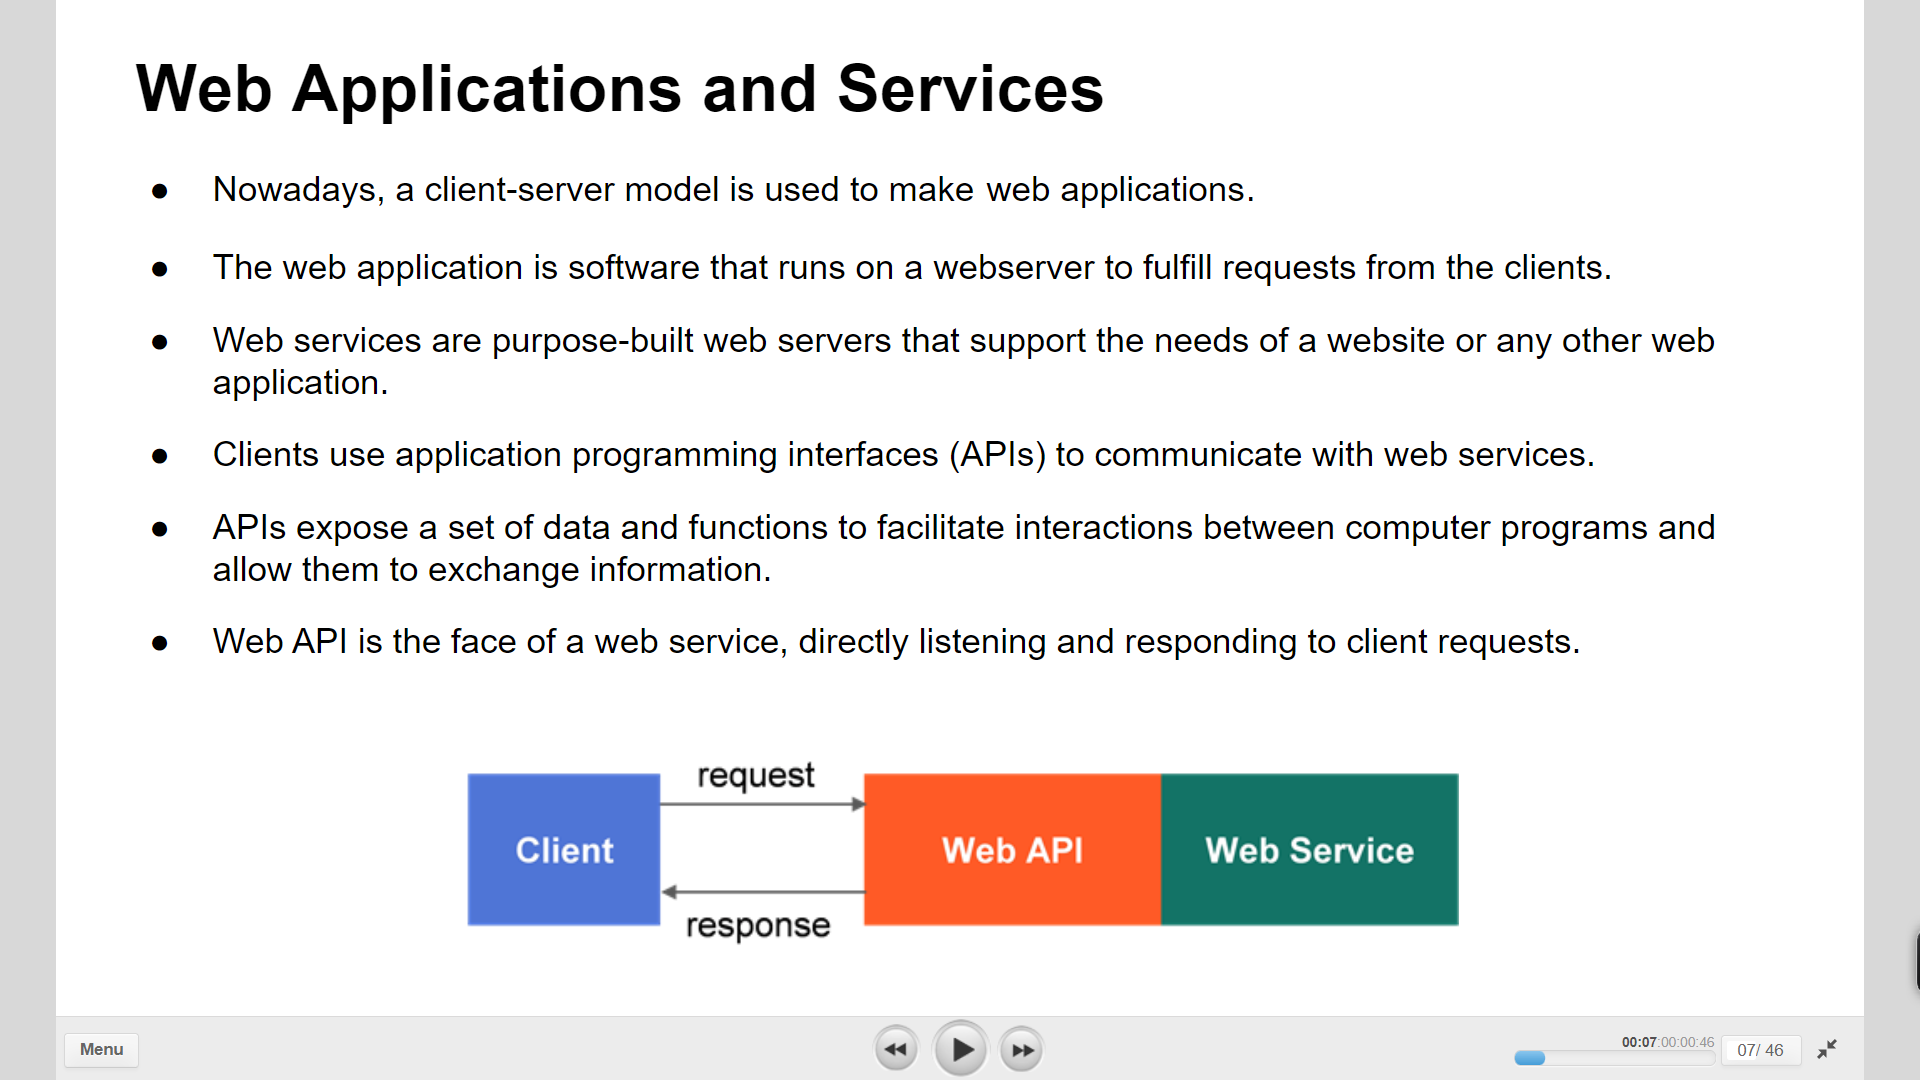 Web Applications and Services
● Nowadays, a client-server model is used to make web applications.
● The web application is software that runs on a webserver to fulfill requests from the clients.
● Web services are purpose-built web servers that support the needs of a website or any other web
application.
● Clients use application programming interfaces (APIs) to communicate with web services.
● APIs expose a set of data and functions to facilitate interactions between computer programs and
allow them to exchange information.
● Web API is the face of a web service, directly listening and responding to client requests.
request
Client
Web API
Web Service
response
Menu
00:07:00:00:46
07/ 46